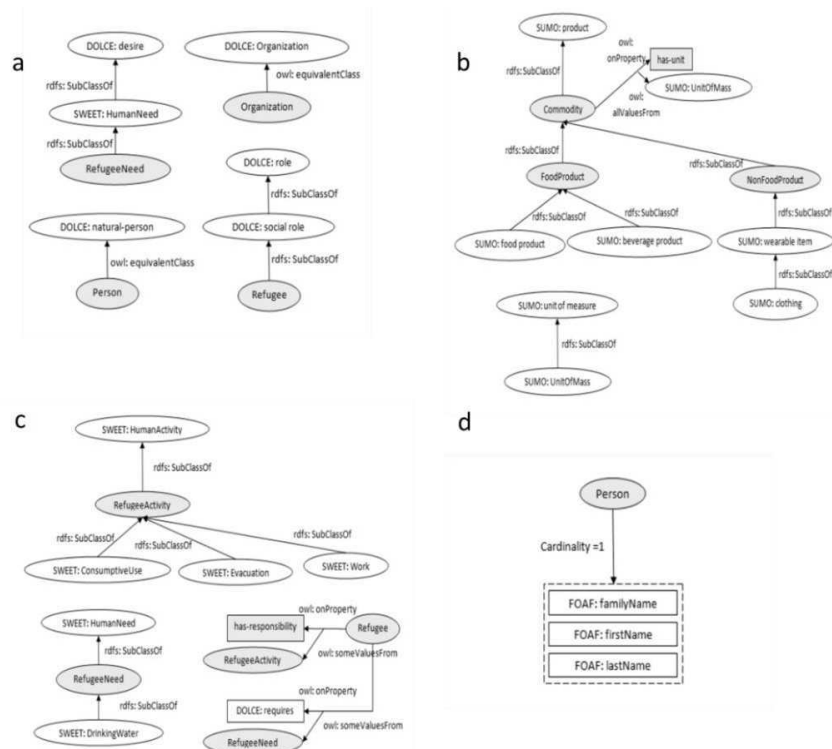 a
DOLCE: desire
rdfs: SubClassOf
SWEET: HumanNeed
rdfs: SubClassOf
RefugeeNeed
DOLCE: natural-person
owl: equivalentClass
Person
DOLCE: Organization
owl: equivalentClass
Organization
DOLCE: role
rdfs: SubClassOf
DOLCE: social role
rdfs: SubClassOf
Refugee
b
SUMO: product
rdfs: SubClassOf
owl:
onProperty
has-unit
SUMO: UnitOfMass
owl:
allValuesFrom
Commodity
rdfs: SubClassOf
rdfs: SubClassOf
FoodProduct
NonFoodProduct
rdfs: SubClassOf
rdfs: SubClassOf
rdfs: SubClassOf
SUMO: food product
SUMO: beverage product
SUMO: wearable item
rdfs: SubClassOf
SUMO: clothing
SUMO: unit of measure
rdfs: SubClassOf
SUMO: UnitOfMass
c
SWEET: HumanActivity
rdfs: SubClassOf
RefugeeActivity
rdfs: SubClassOf
rdfs: SubClassOf
rdfs: SubClassOf
SWEET: ConsumptiveUse
SWEET: Evacuation
SWEET: Work
SWEET: HumanNeed
rdfs: SubClassOf
RefugeeNeed
rdfs: SubClassOf
SWEET: DrinkingWater
owl: onProperty
has-responsibility
Refugee
owl: someValuesFrom
RefugeeActivity
owl: onProperty
DOLCE: requires
owl: someValuesFrom
RefugeeNeed
d
Person
Cardinality =1
FOAF: familyName
FOAF: firstName
FOAF: lastName